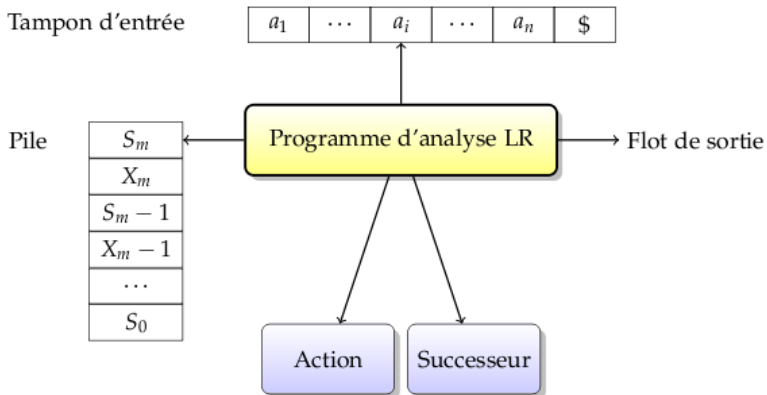 Tampon d'entrée a₁ ⋯ aᵢ ⋯ aₙ $
Pile
Programme d'analyse LR
Flot de sortie
Sₘ
Xₘ
Sₘ − 1
Xₘ − 1
⋯
S₀
Action
Successeur